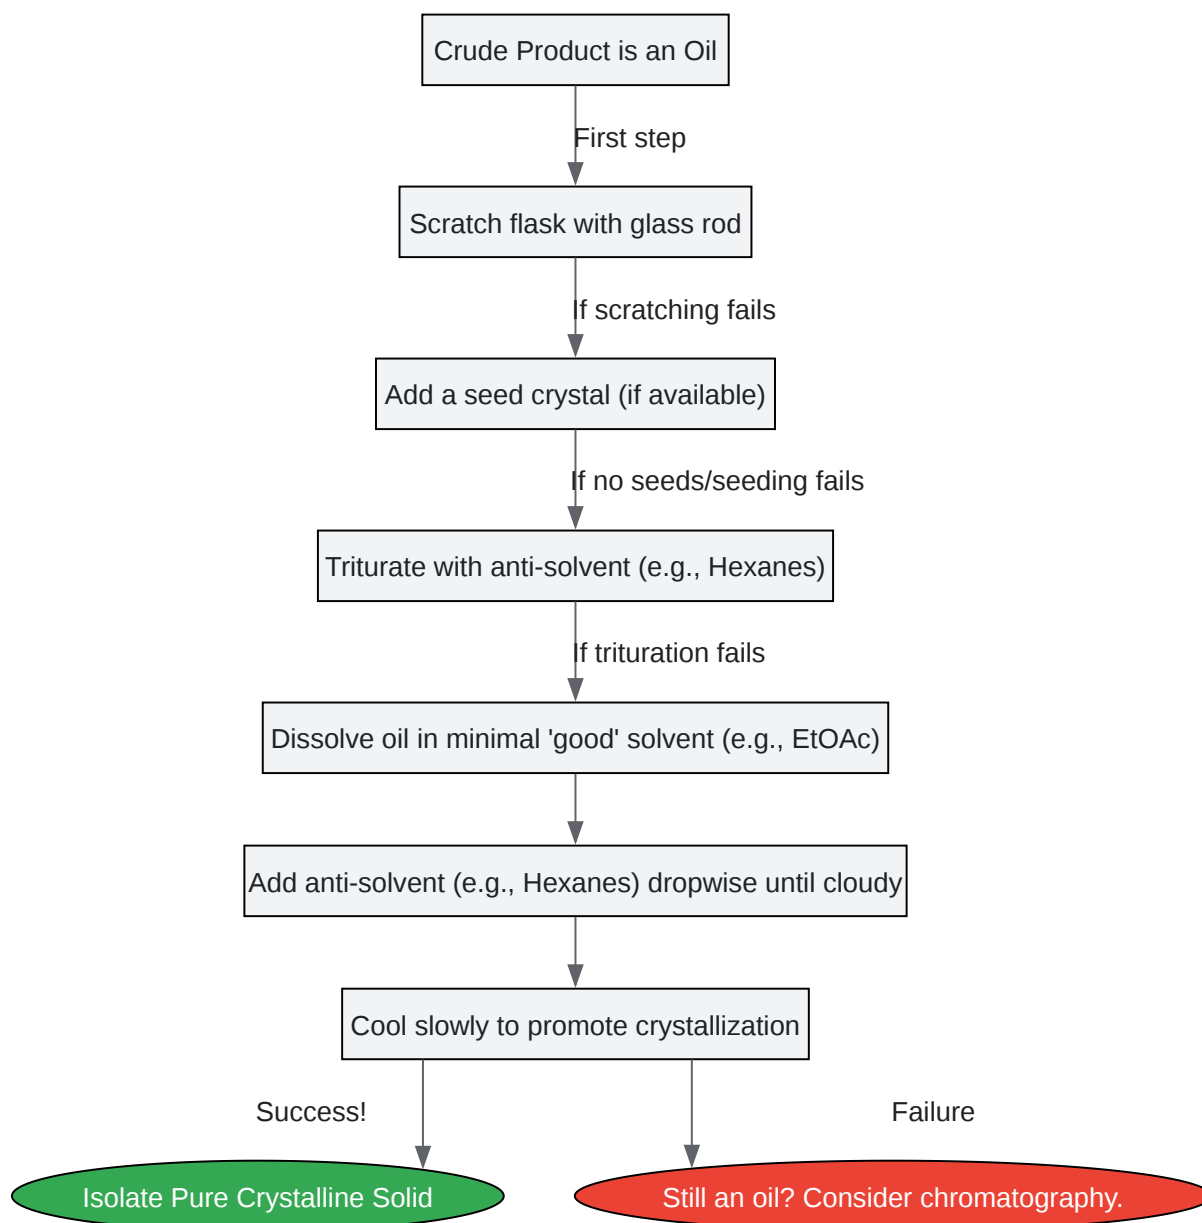 Crude Product is an Oil
First step
Scratch flask with glass rod
If scratching fails
Add a seed crystal (if available)
If no seeds/seeding fails
Triturate with anti-solvent (e.g., Hexanes)
If trituration fails
Dissolve oil in minimal 'good' solvent (e.g., EtOAc)
Add anti-solvent (e.g., Hexanes) dropwise until cloudy
Cool slowly to promote crystallization
Success!
Failure
Isolate Pure Crystalline Solid
Still an oil? Consider chromatography.